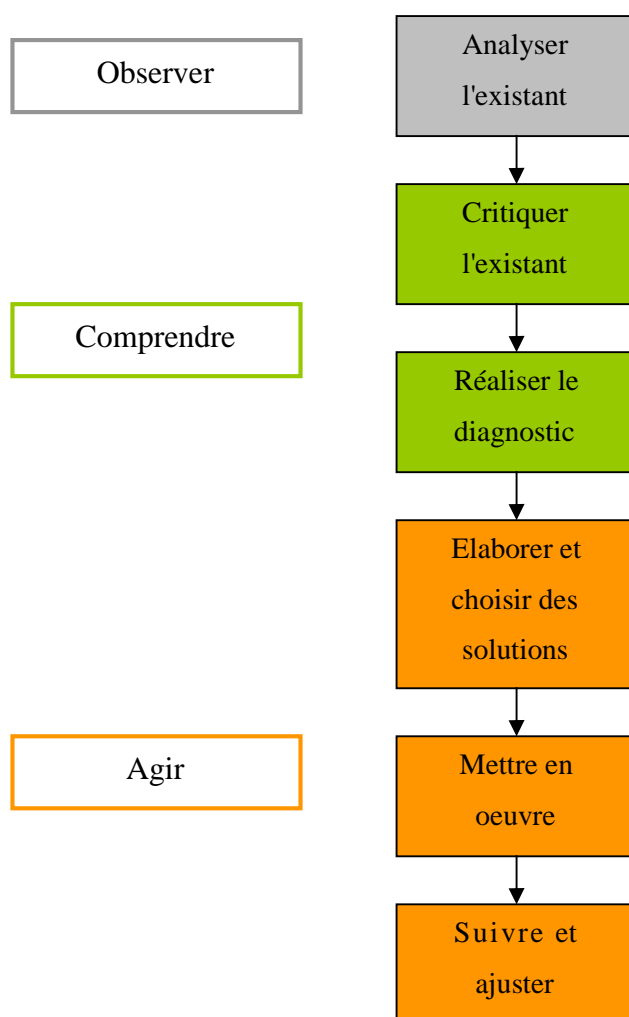 Observer
Analyser
l'existant
Critiquer
l'existant
Comprendre
Réaliser le
diagnostic
Elaborer et
choisir des
solutions
Agir
Mettre en
oeuvre
Suivre et
ajuster